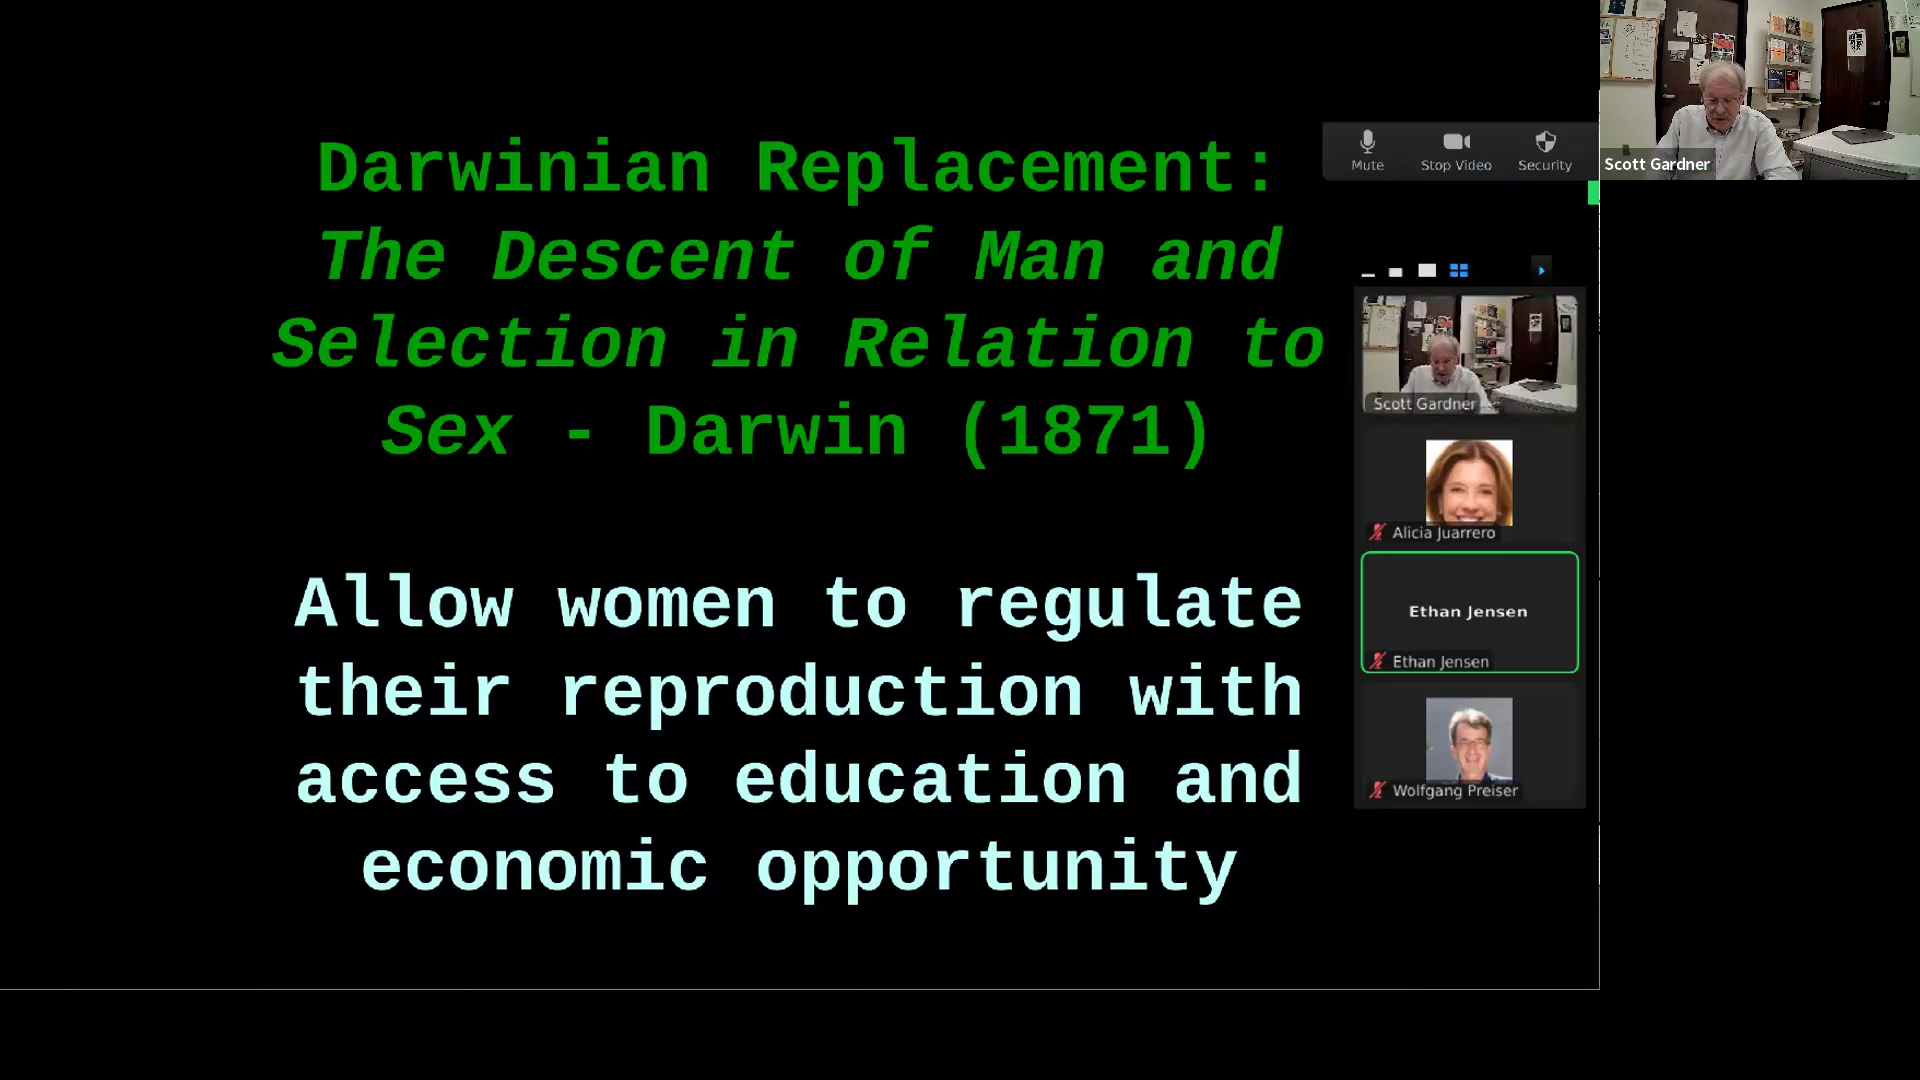 Darwinian Replacement:
The Descent of Man and
Selection in Relation to
Sex - Darwin (1871)
Allow women to regulate
their reproduction with
access to education and
economic opportunity
Mute
Stop Video
Security
Scott Gardner
Scott Gardner
Alicia Juarrero
Ethan Jensen
Ethan Jensen
Wolfgang Preiser